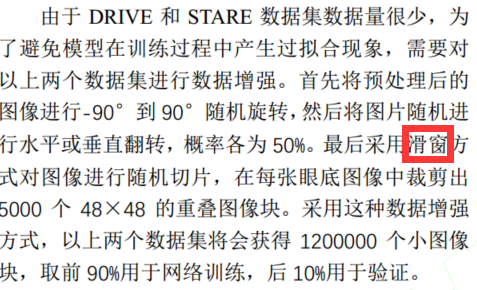 由于 DRIVE 和 STARE 数据集数据量很少，为
了避免模型在训练过程中产生过拟合现象，需要对
以上两个数据集进行数据增强。首先将预处理后的
图像进行-90° 到 90° 随机旋转，然后将图片随机进
行水平或垂直翻转，概率各为 50%。最后采用滑窗方
式对图像进行随机切片，在每张眼底图像中裁剪出
5000 个 48×48 的重叠图像块。采用这种数据增强
方式，以上两个数据集将会获得 1200000 个小图像
块，取前 90%用于网络训练，后 10%用于验证。